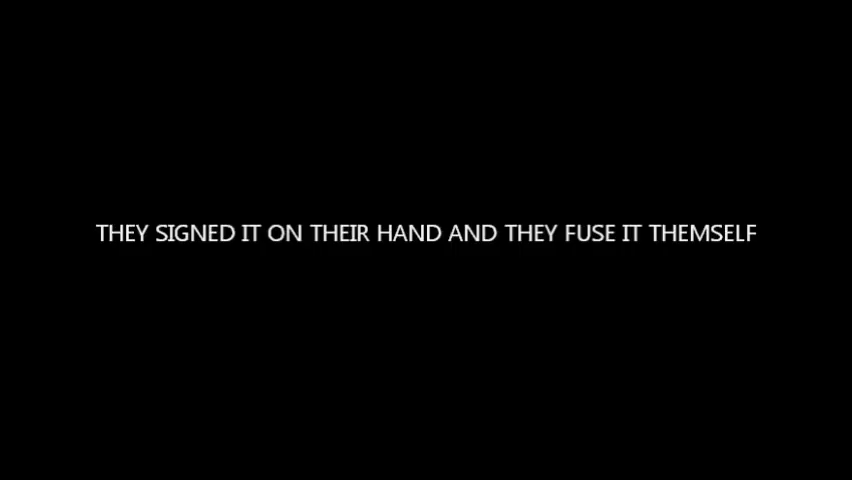 THEY SIGNED IT ON THEIR HAND AND THEY FUSE IT THEMSELF